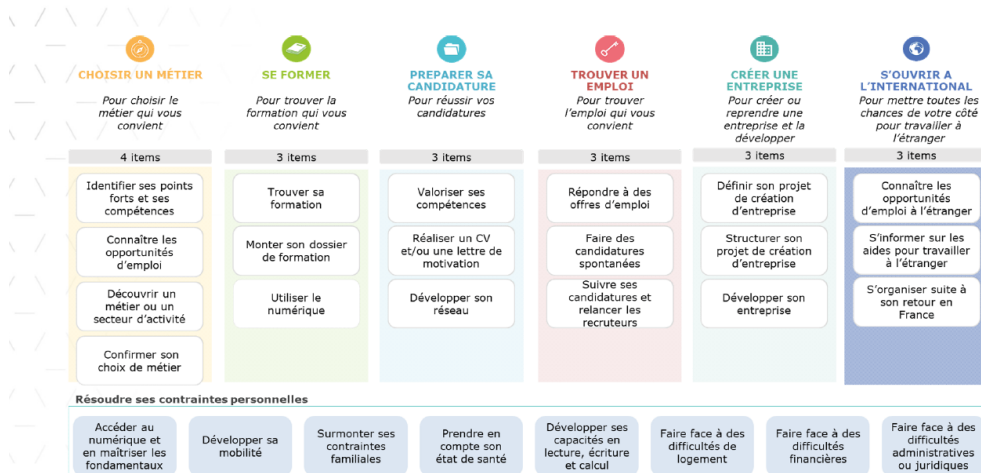 CHOISIR UN MÉTIER
Pour choisir le
métier qui vous
convient
4 items
Identifier ses points
forts et ses
compétences
Connaître les
opportunités
d'emploi
Découvrir un
métier ou un
secteur d'activité
Confirmer son
choix de métier
SE FORMER
Pour trouver la
formation qui vous
convient
3 items
Trouver sa
formation
Monter son dossier
de formation
Utiliser le
numérique
PREPARER SA
CANDIDATURE
Pour réussir vos
candidatures
3 items
Valoriser ses
compétences
Réaliser un CV
et/ou une lettre de
motivation
Développer son
réseau
TROUVER UN
EMPLOI
Pour trouver
l'emploi qui vous
convient
3 items
Répondre à des
offres d'emploi
Faire des
candidatures
spontanées
Suivre ses
candidatures et
relancer les
recruteurs
CRÉER UNE
ENTREPRISE
Pour créer ou
reprendre une
entreprise et la
développer
3 items
Définir son projet
de création
d'entreprise
Structurer son
projet de création
d'entreprise
Développer son
entreprise
S'OUVRIR A
L'INTERNATIONAL
Pour mettre toutes les
chances de votre côté
pour travailler à
l'étranger
3 items
Connaître les
opportunités
d'emploi à l'étranger
S'informer sur les
aides pour travailler
à l'étranger
S'organiser suite à
son retour en
France
Résoudre ses contraintes personnelles
Accéder au
numérique et
en maîtriser les
fondamentaux
Développer sa
mobilité
Surmonter ses
contraintes
familiales
Prendre en
compte son
état de santé
Développer ses
capacités en
lecture, écriture
et calcul
Faire face à des
difficultés de
logement
Faire face à des
difficultés
financières
Faire face à des
difficultés
administratives
ou juridiques